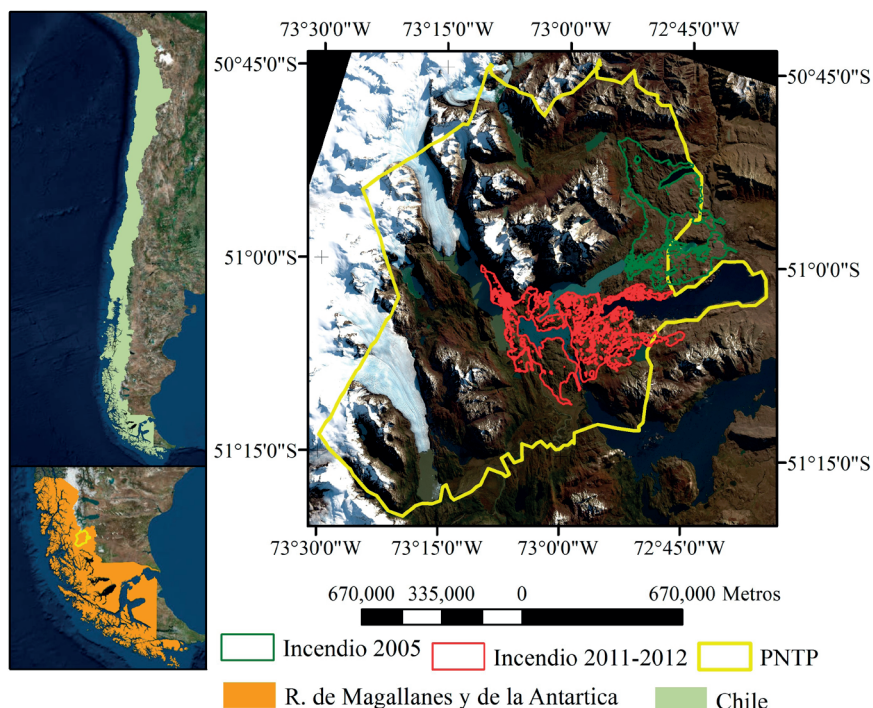 73°30'0"W 73°15'0"W 73°0'0"W 72°45'0"W
50°45'0"S 50°45'0"S
51°0'0"S 51°0'0"S
51°15'0"S 51°15'0"S
73°30'0"W 73°15'0"W 73°0'0"W 72°45'0"W
670,000 335,000 0 670,000 Metros
Incendio 2005 Incendio 2011-2012 PNTP
R. de Magallanes y de la Antartica Chile